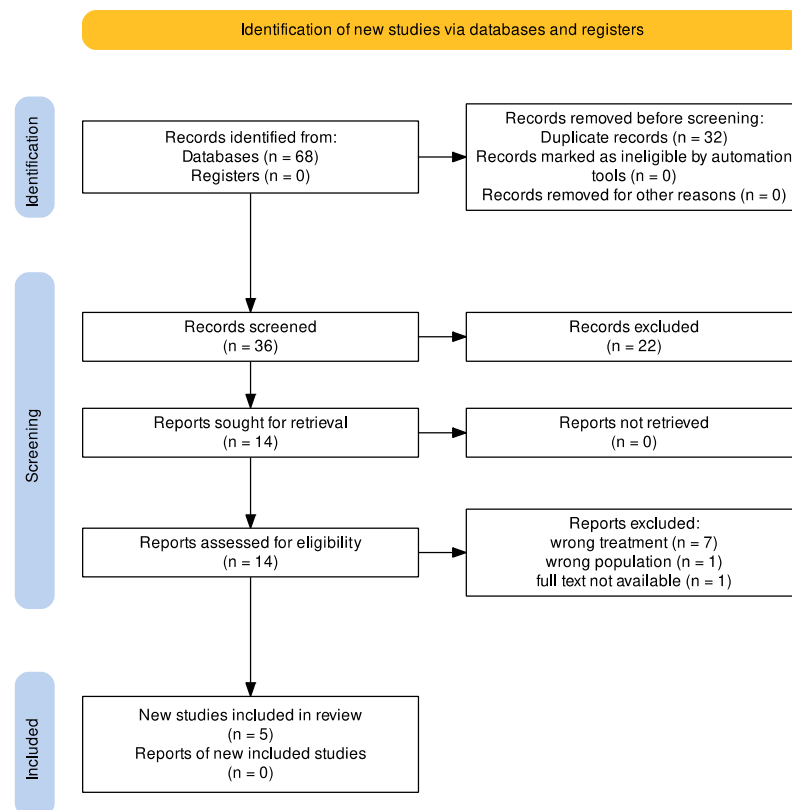 Identification of new studies via databases and registers
Identification
Records identified from:
Databases (n = 68)
Registers (n = 0)
Records removed before screening:
Duplicate records (n = 32)
Records marked as ineligible by automation
tools (n = 0)
Records removed for other reasons (n = 0)
Screening
Records screened
(n = 36)
Records excluded
(n = 22)
Reports sought for retrieval
(n = 14)
Reports not retrieved
(n = 0)
Reports assessed for eligibility
(n = 14)
Reports excluded:
wrong treatment (n = 7)
wrong population (n = 1)
full text not available (n = 1)
Included
New studies included in review
(n = 5)
Reports of new included studies
(n = 0)